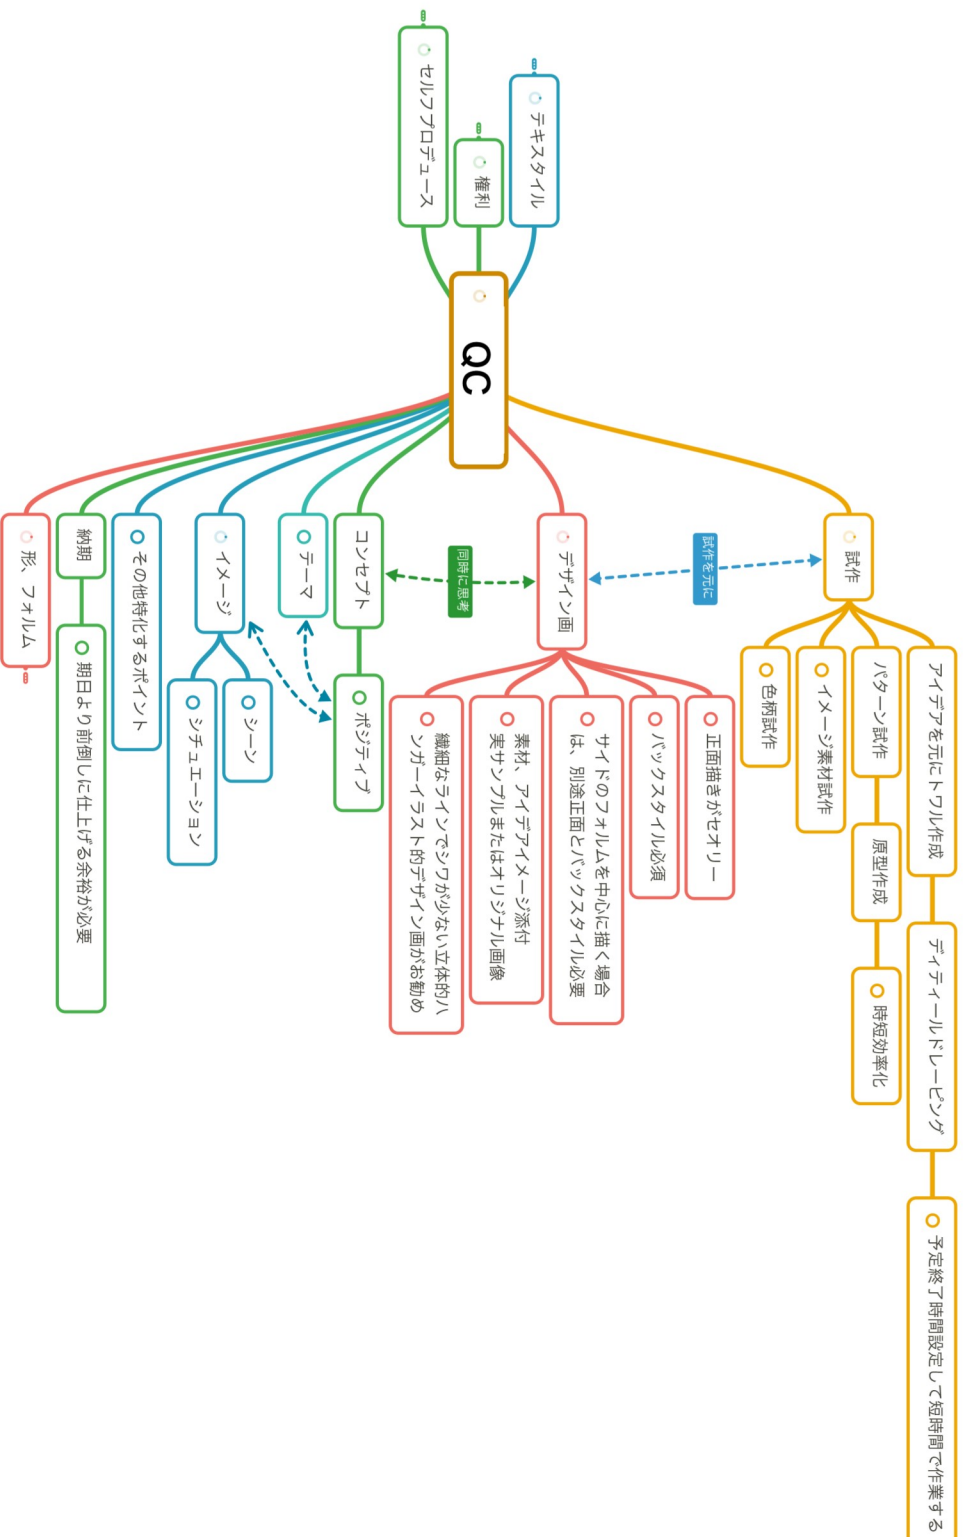 QC
テキスタイル
権利
セルフプロデュース
試作
アイデアを元にトワル作成
ディティールドレーピング
予定終了時間設定して短時間で作業する
パターン試作
原型作成
時短効率化
イメージ素材試作
色柄試作
試作を元に
デザイン画
正面描きがセオリー
バックスタイル必須
サイドのフォルムを中心に描く場合
は、別途正面とバックスタイル必要
素材、アイデアイメージ添付
実サンプルまたはオリジナル画像
繊細なラインでシワが少ない立体的ハ
ンガーイラスト的デザイン画がお勧め
同時に思考
コンセプト
ポジティブ
テーマ
イメージ
シーン
シチュエーション
その他特化するポイント
納期
期日より前倒しに仕上げる余裕が必要
形、フォルム